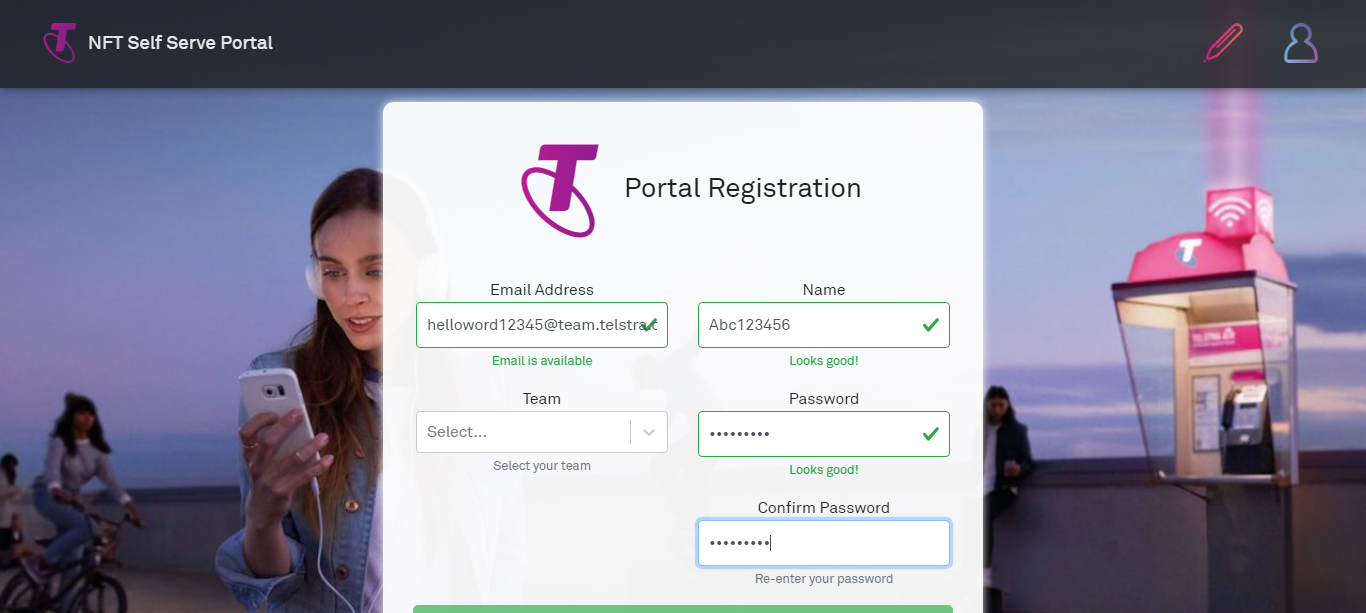 NFT Self Serve Portal
Portal Registration
Email Address
Name
helloword12345@team.telstra.c
Abc123456
Email is available
Looks good!
Team
Password
Select...
•••••••••
Select your team
Looks good!
Confirm Password
•••••••••
Re-enter your password